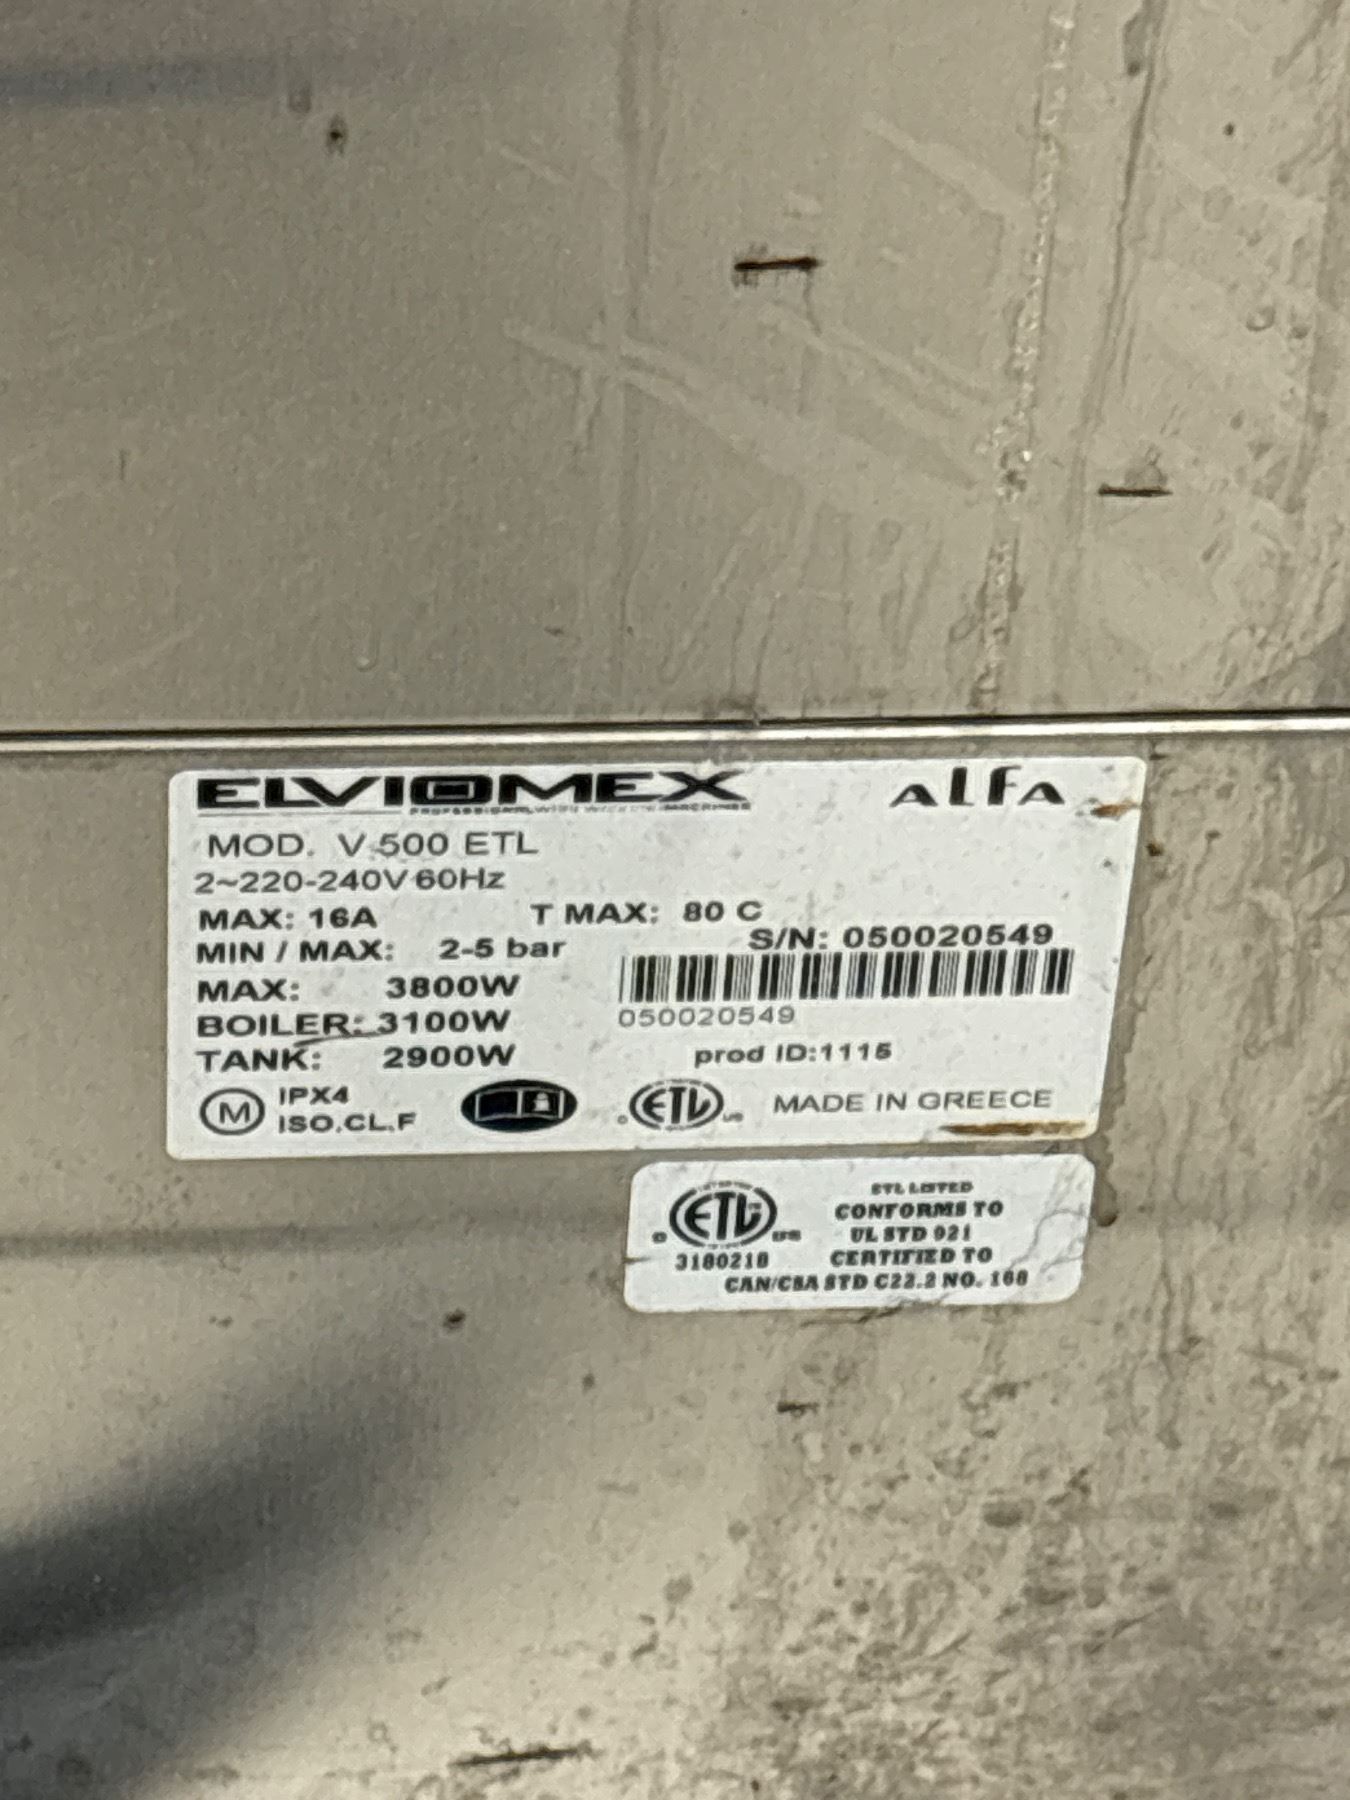 ELVIOMEX
ALFA
MOD. V.500 ETL
2~220-240V 60Hz
MAX: 16A T MAX: 80 C
MIN / MAX: 2-5 bar
S/N: 050020549
MAX: 3800W
BOILER: 3100W
050020549
TANK: 2900W
prod ID:1115
M IPX4
ISO.CL.F
i
C ETL US
MADE IN GREECE
ETL LISTED
CONFORMS TO
UL STD 921
CERTIFIED TO
CAN/CSA STD C22.2 NO. 168
C ETL US
3180218